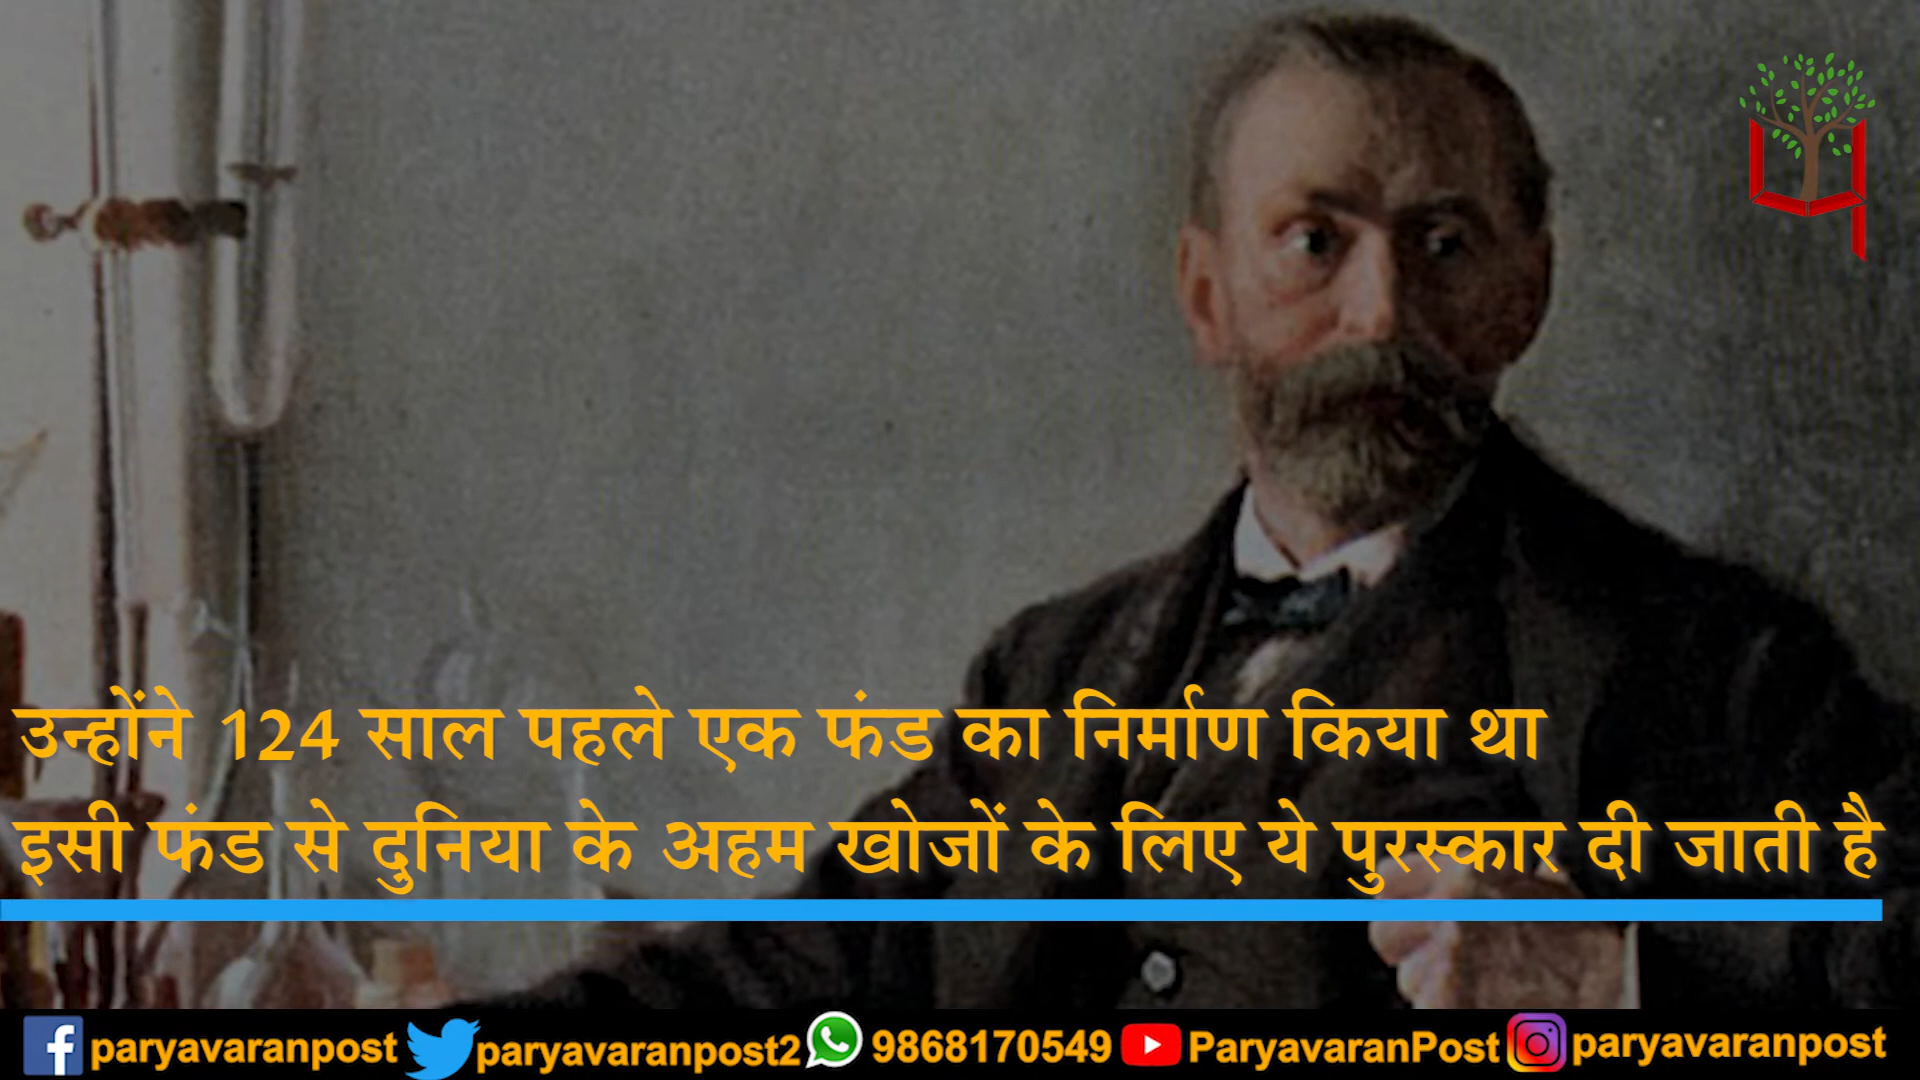 उन्होंने 124 साल पहले एक फंड का निर्माण किया था
इसी फंड से दुनिया के अहम खोजों के लिए ये पुरस्कार दी जाती है
paryavaranpost paryavaranpost2 9868170549 ParyavaranPost paryavaranpost